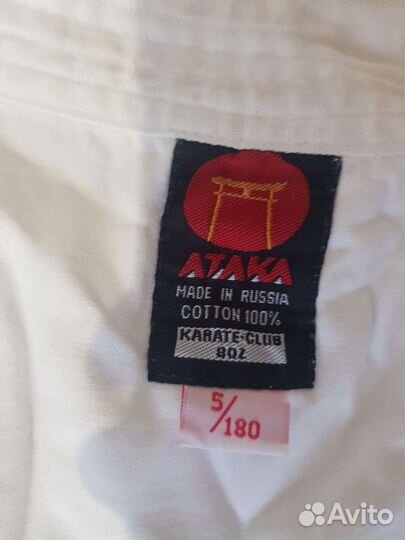 ATAKA
MADE IN RUSSIA
COTTON 100%
KARATE-CLUB
8OZ
5/180
Avito